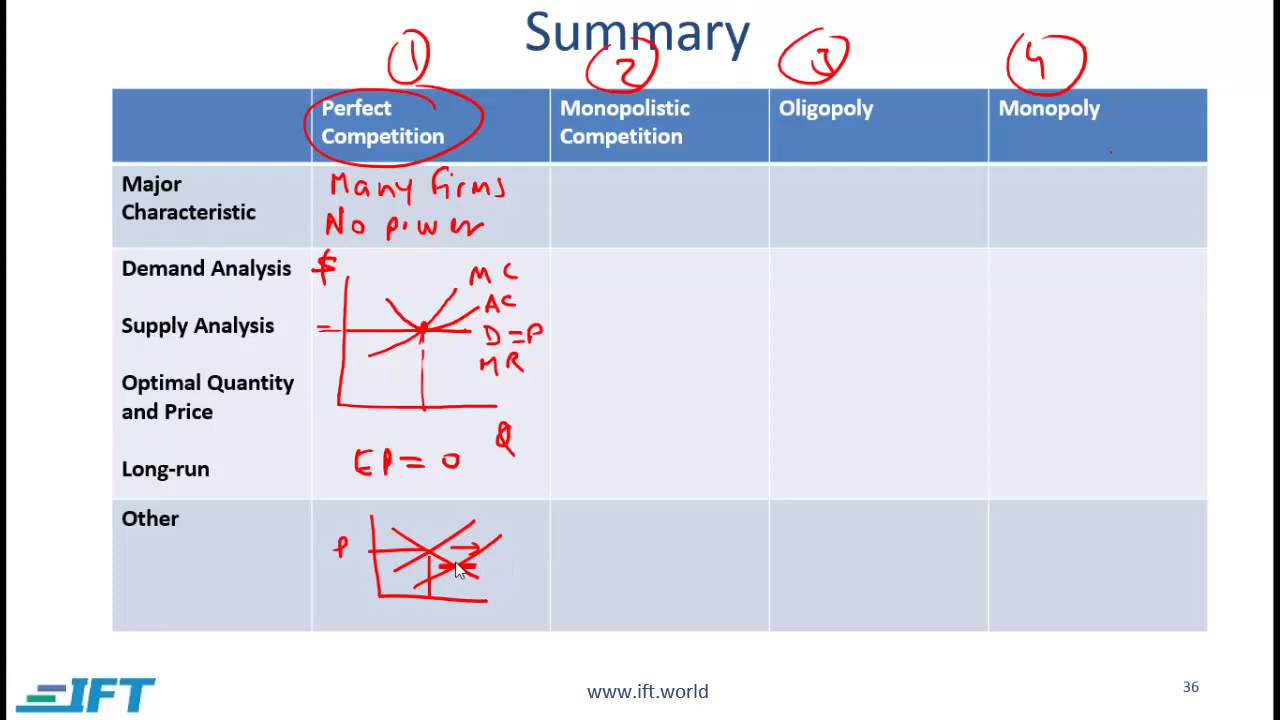 Summary
1
2
3
4
Perfect
Competition
Monopolistic
Competition
Oligopoly
Monopoly
Major
Characteristic
Many firms
No power
Demand Analysis
Supply Analysis
Optimal Quantity
and Price
Long-run
$
MC
AC
D=P
MR
Q
EP=0
Other
P
IFT
www.ift.world
36